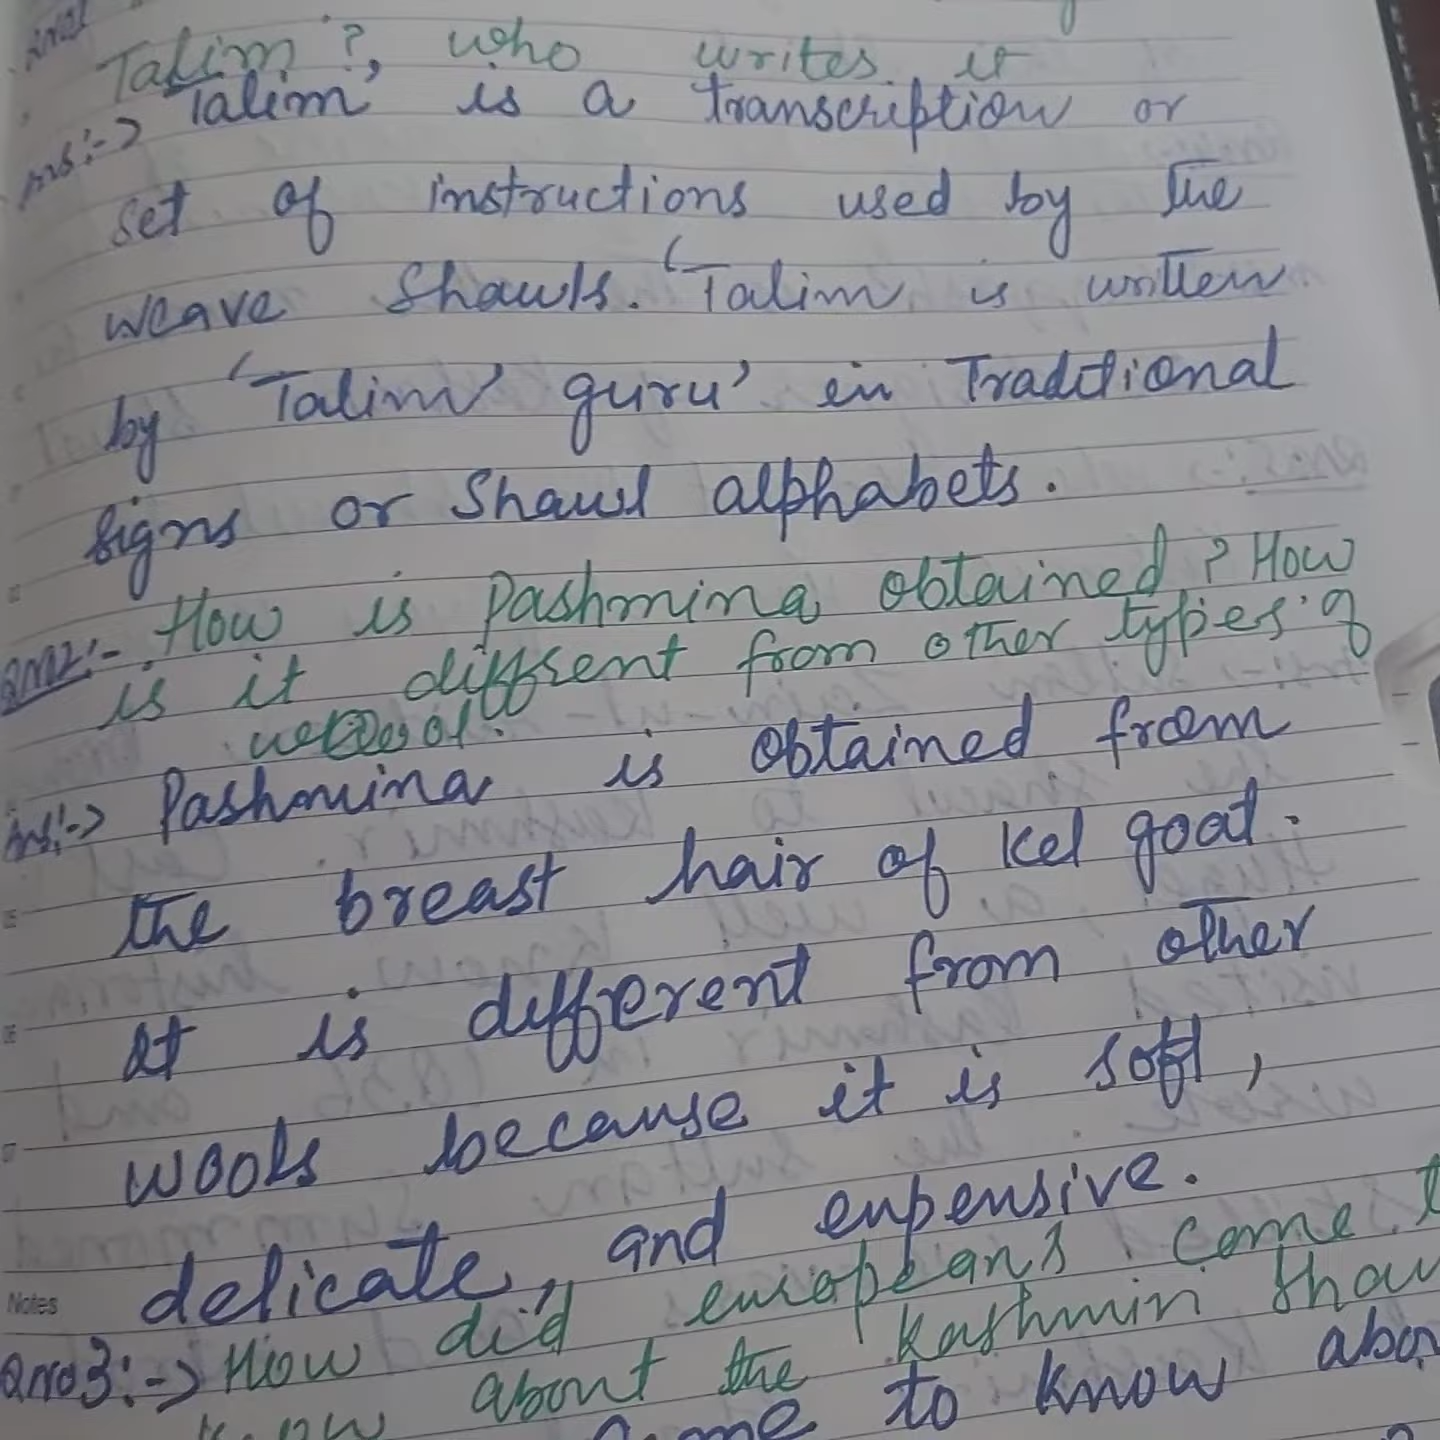 Talim'?, who writes it
ans:-> 'Talim' is a transcription or
set of instructions used by the
weave shawls. 'Talim is written
by 'Talim' guru' in Traditional
signs or Shawl alphabets.
Qno2:- How is Pashmina obtained? How
is it different from other types of
wool.
ans:-> Pashmina is obtained from
the breast hair of Kel goat.
It is different from other
wools because it is soft,
delicate, and expensive.
Notes
Qno3:-> How did europeans come t
know about the Kashmiri Shaw
to know abou